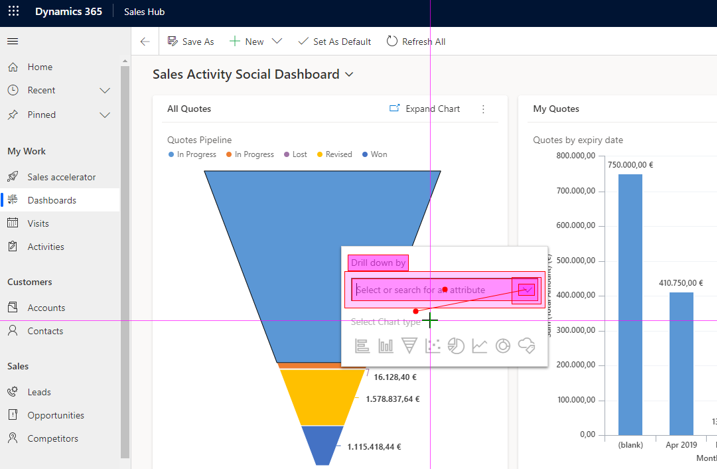 Dynamics 365
Sales Hub
Save As
New
Set As Default
Refresh All
Home
Recent
Pinned
My Work
Sales accelerator
Dashboards
Visits
Activities
Customers
Accounts
Contacts
Sales
Leads
Opportunities
Competitors
Sales Activity Social Dashboard
All Quotes
Expand Chart
Quotes Pipeline
In Progress
In Progress
Lost
Revised
Won
Drill down by
Select or search for an attribute
Select Chart type
16.128,40 €
1.578.837,64 €
1.115.418,44 €
My Quotes
Quotes by expiry date
800.000,00
700.000,00
600.000,00
500.000,00
400.000,00
300.000,00
200.000,00
100.000,00
0,00
750.000,00 €
410.750,00 €
(blank)
Apr 2019
Month